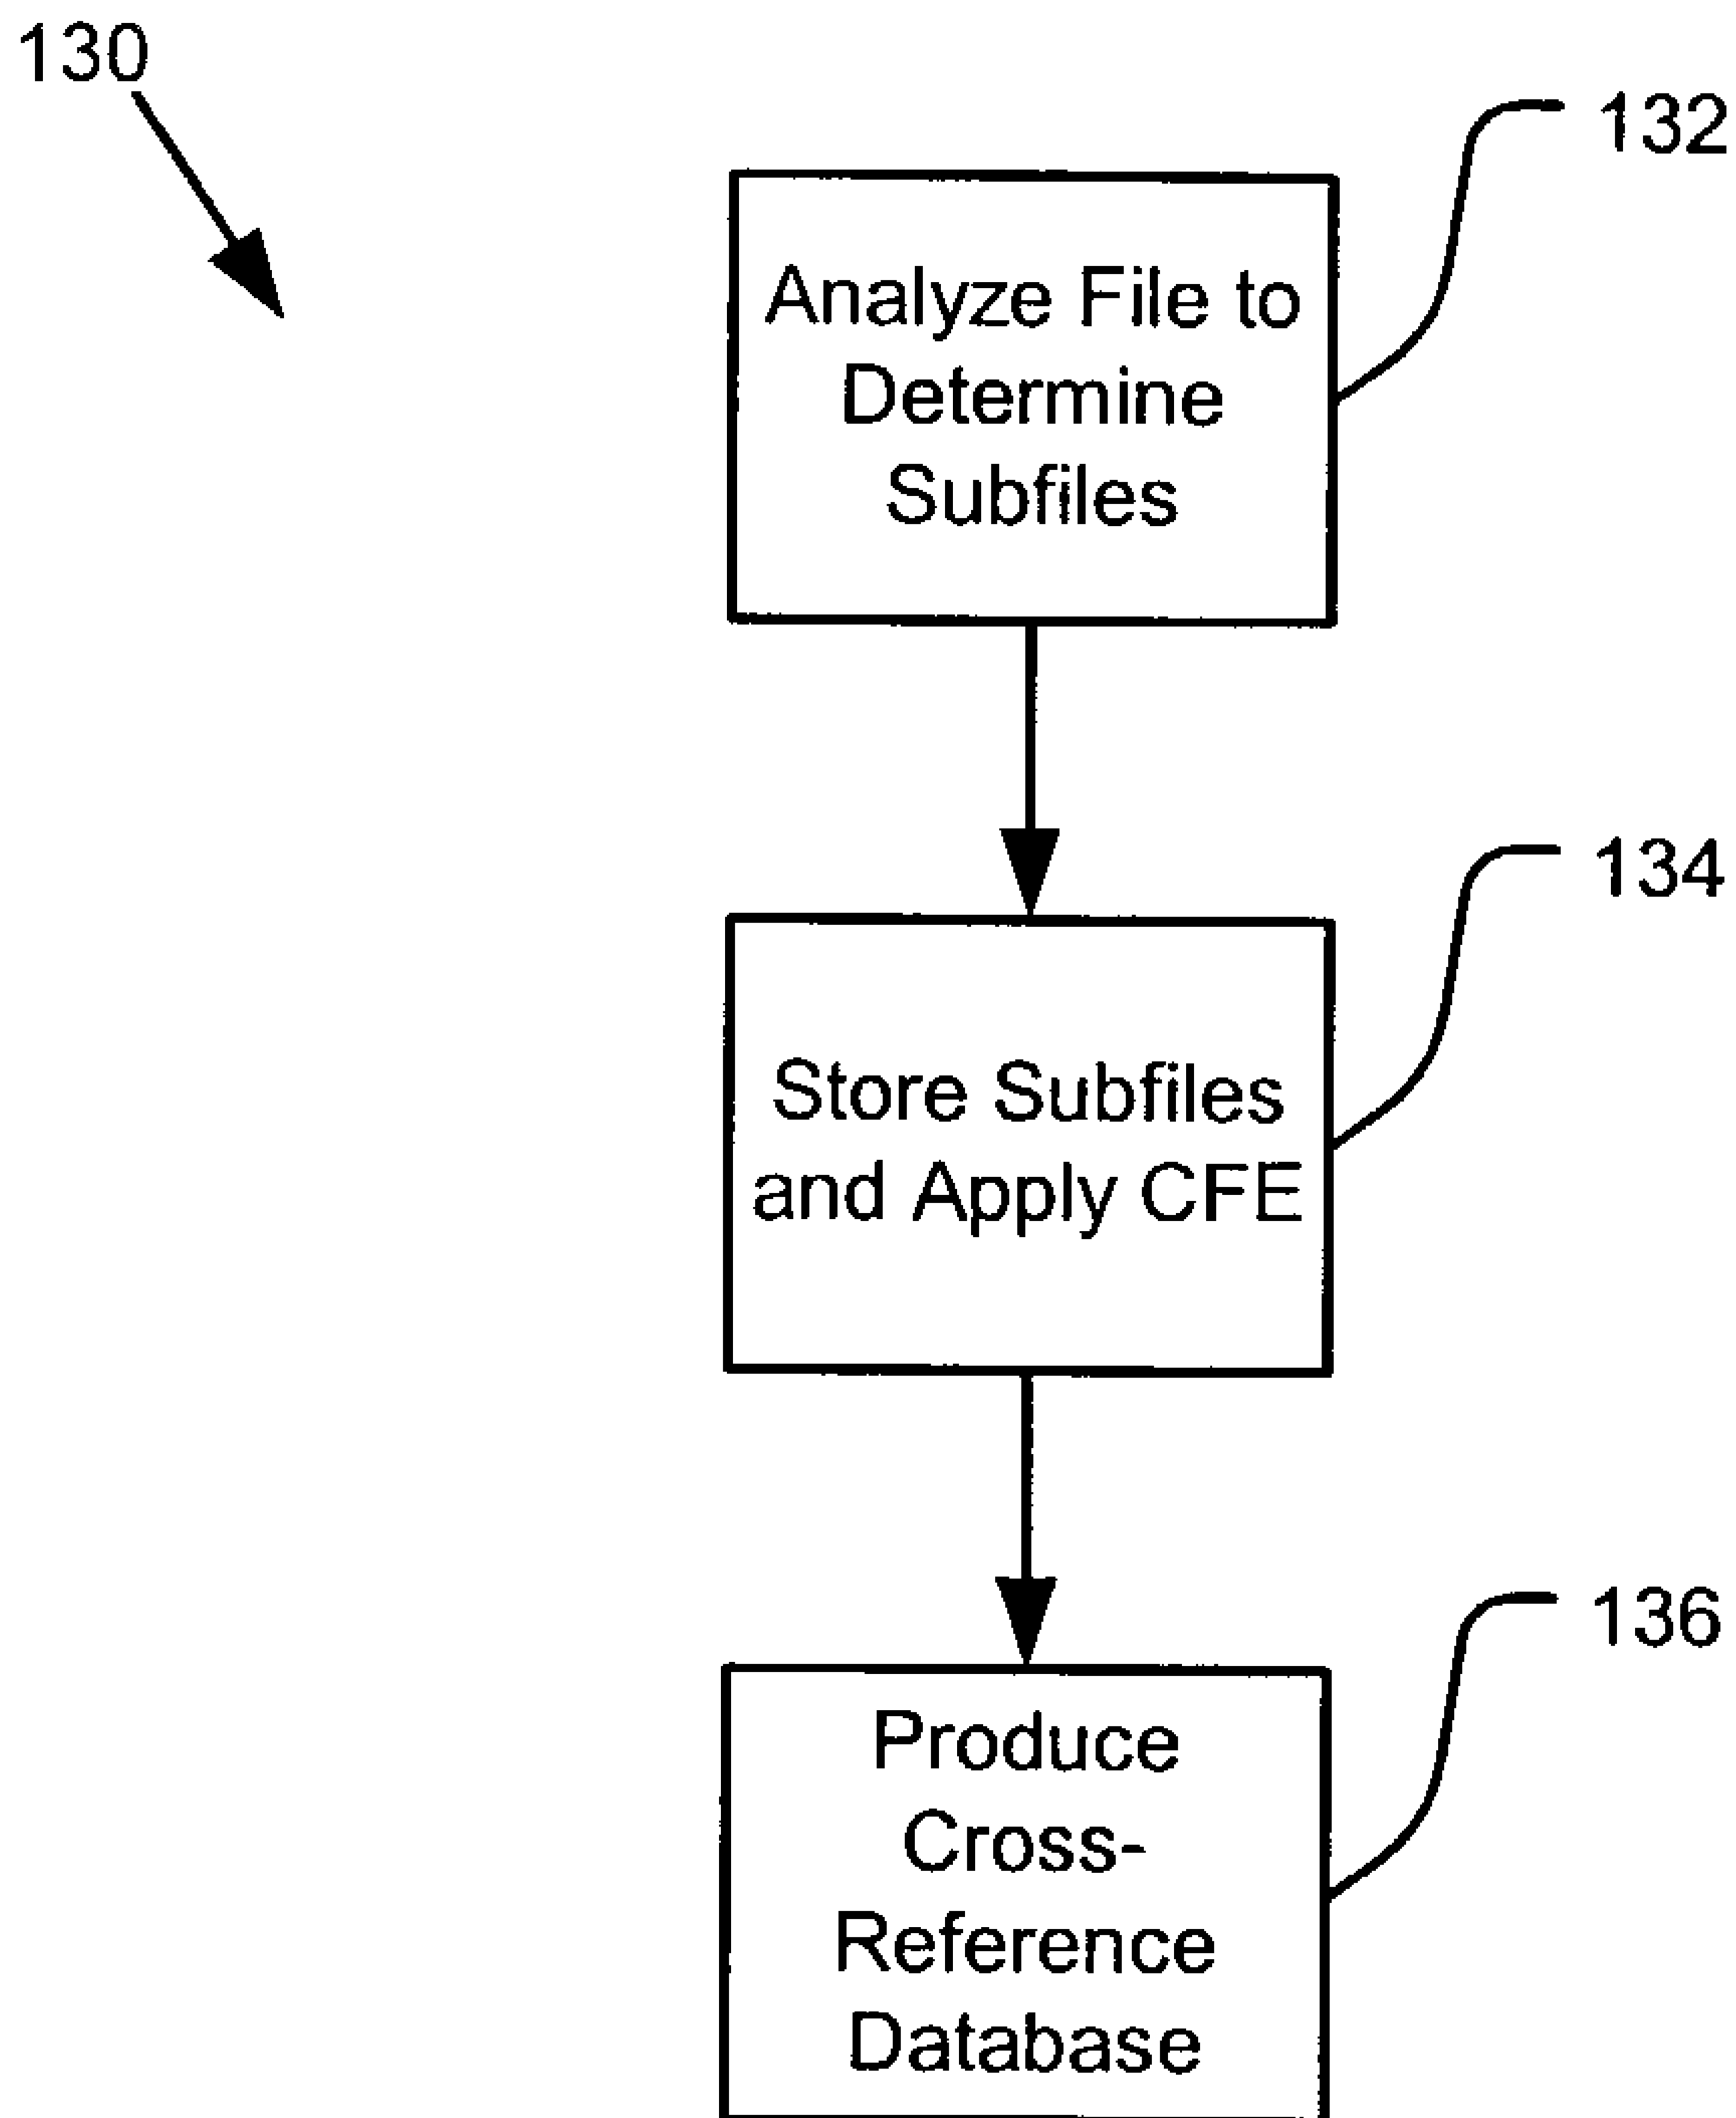 130
132
Analyze File to
Determine
Subfiles
134
Store Subfiles
and Apply CFE
136
Produce
Cross-
Reference
Database